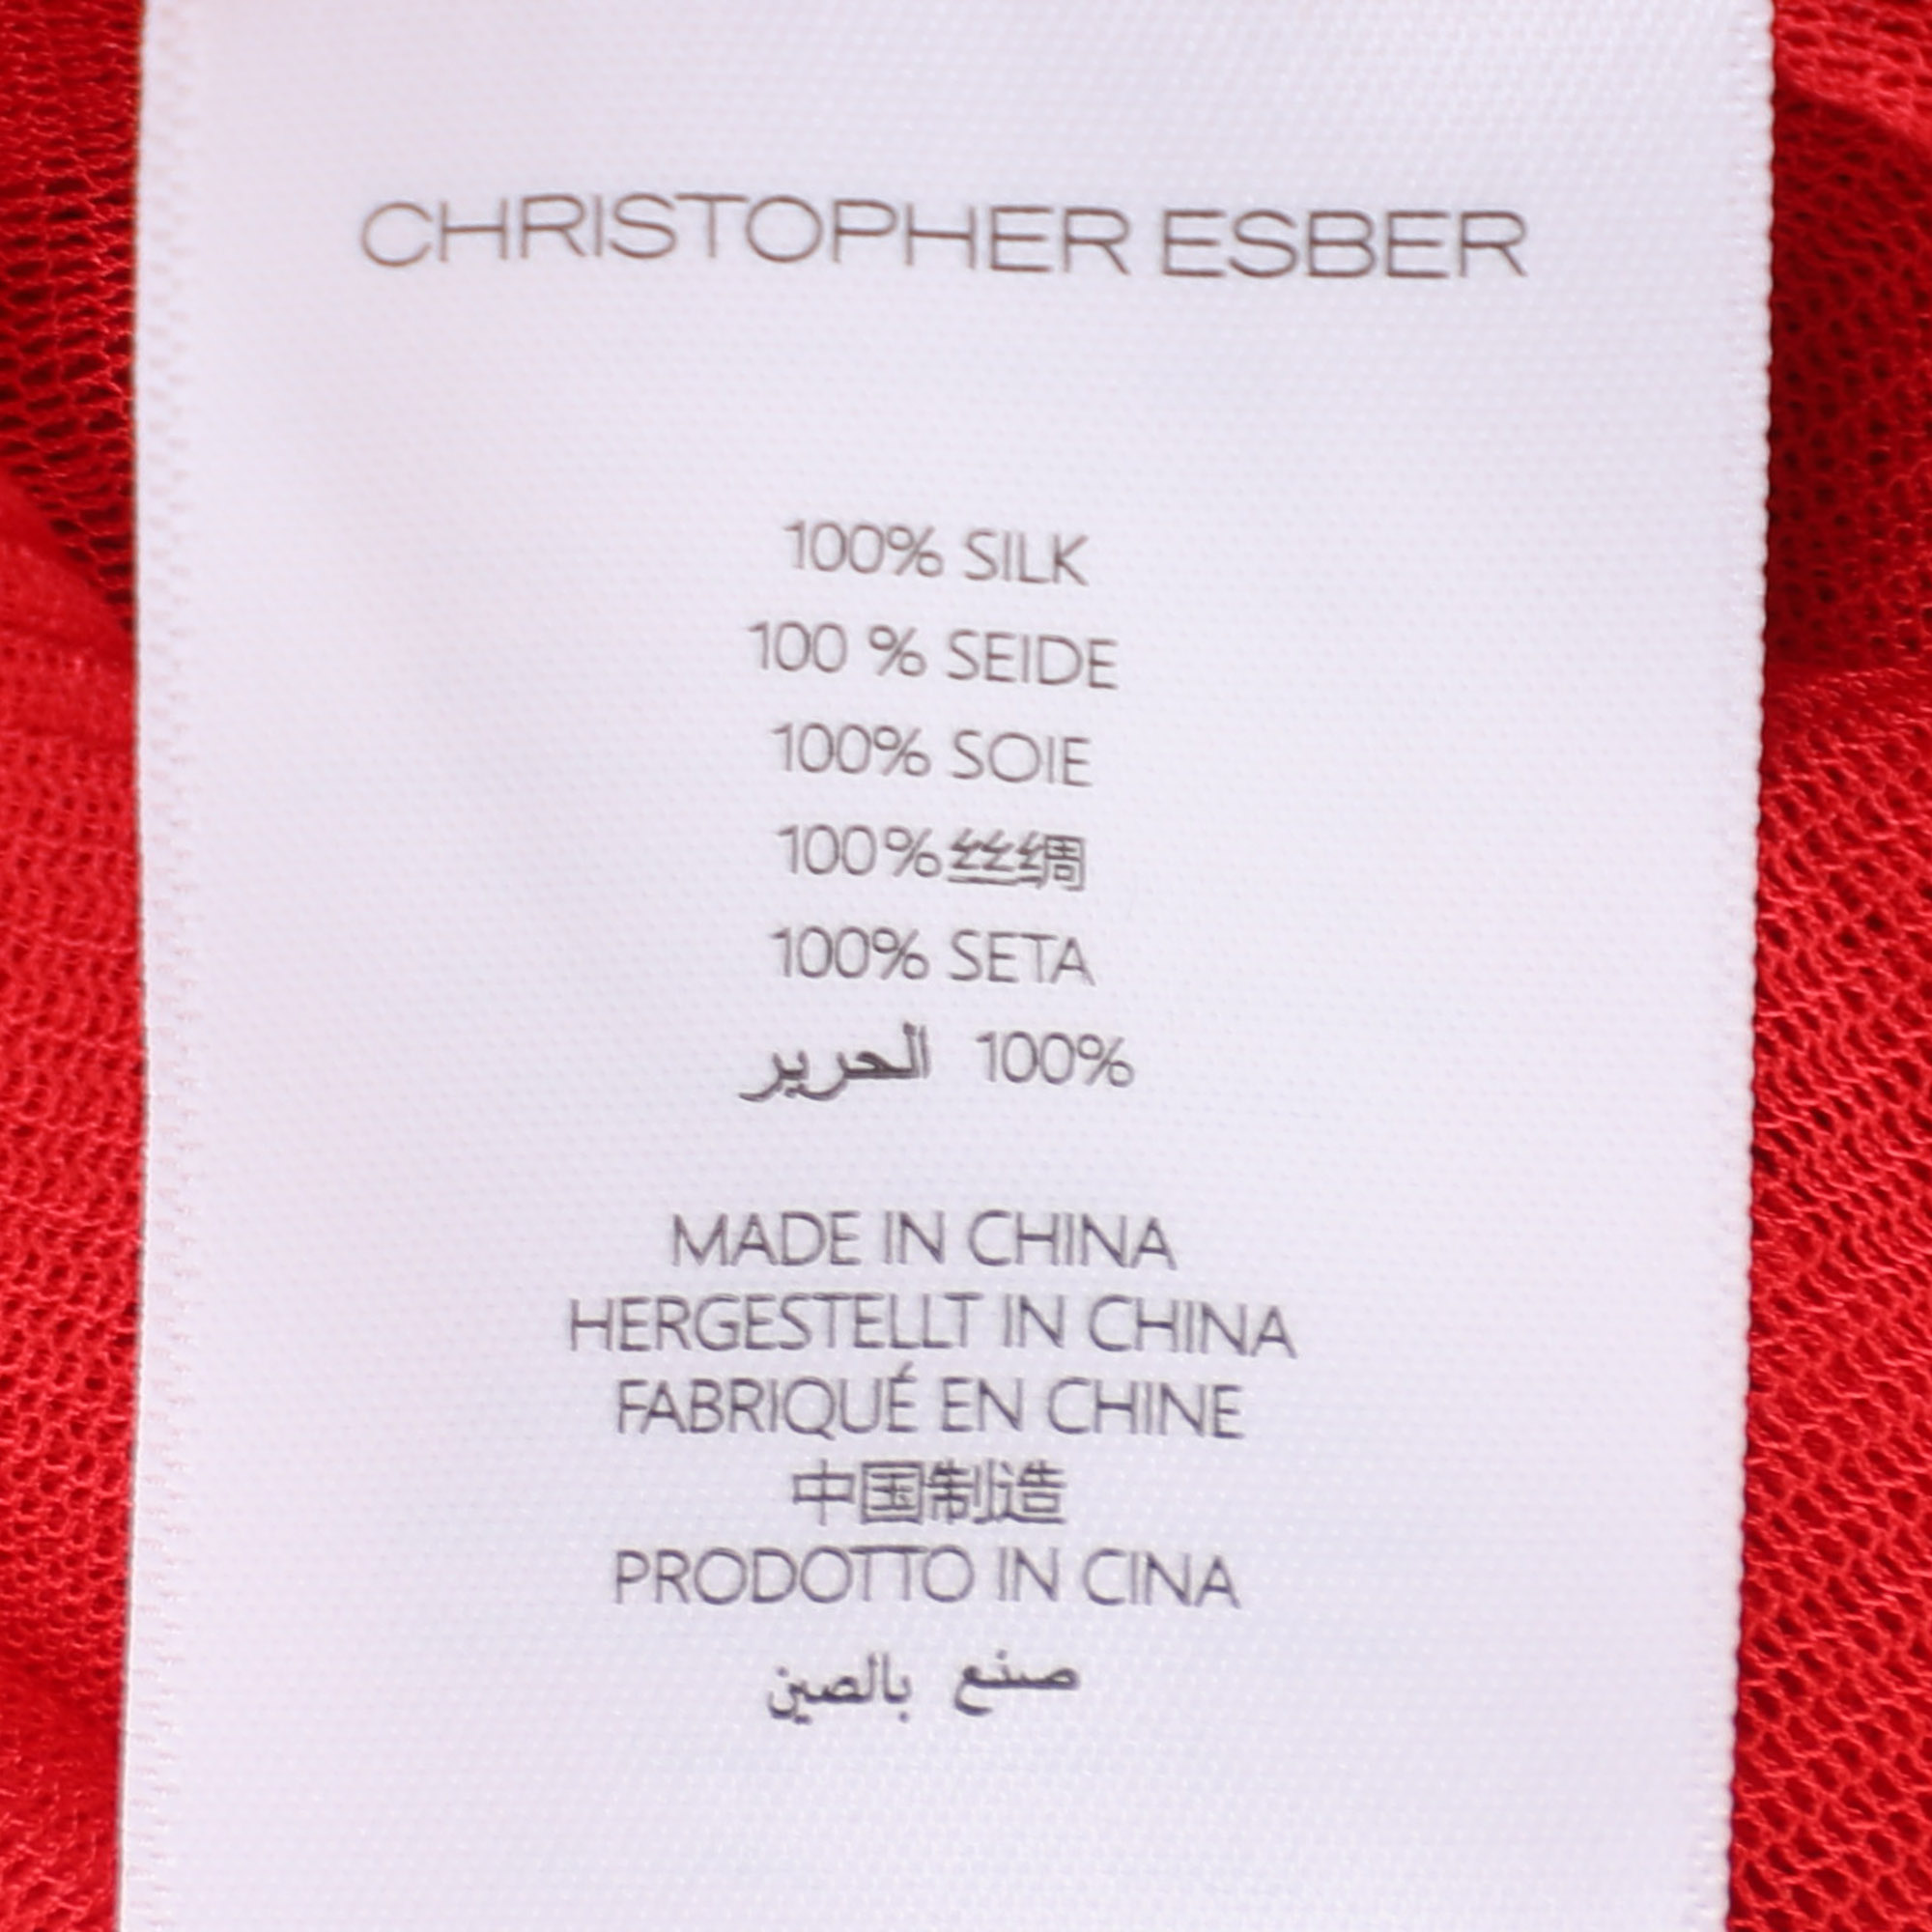 CHRISTOPHER ESBER
100% SILK
100 % SEIDE
100% SOIE
100%丝绸
100% SETA
100% الحرير
MADE IN CHINA
HERGESTELLT IN CHINA
FABRIQUÉ EN CHINE
中国制造
PRODOTTO IN CINA
صنع بالصين